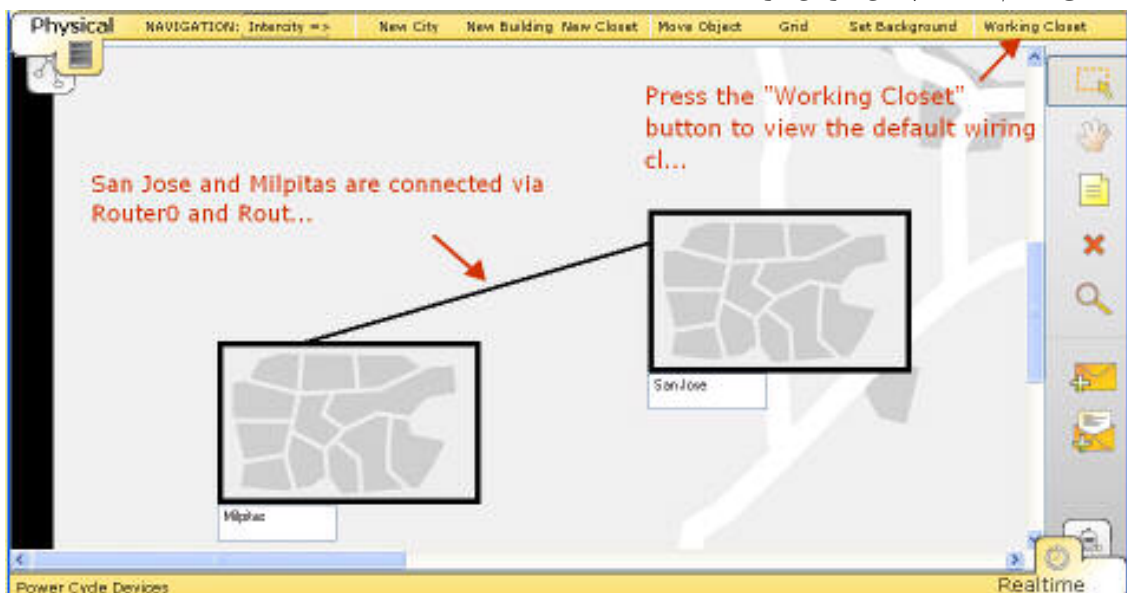 Physical NAVIGATION: Intercity => New City New Building New Closet Move Object Grid Set Background Working Closet
Press the "Working Closet"
button to view the default wiring
cl...
San Jose and Milpitas are connected via
Router0 and Rout...
San Jose
Milpitas
Power Cycle Devices
Realtime